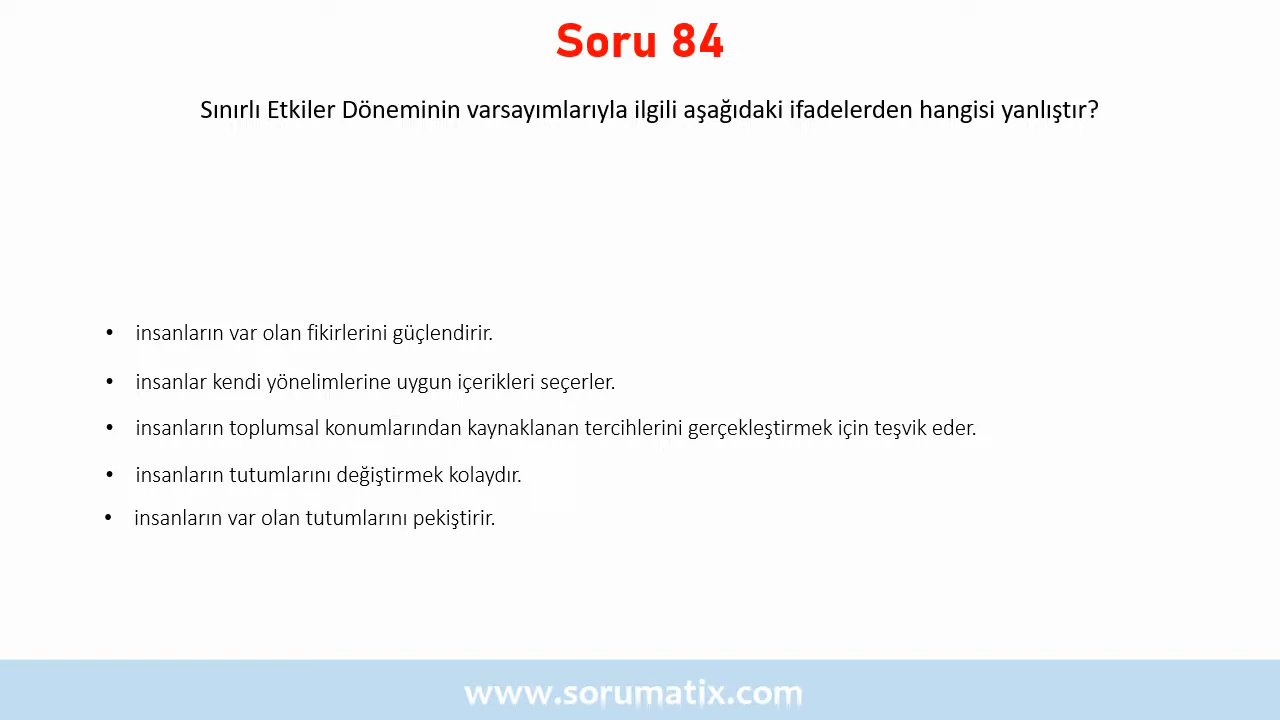 Soru 84
Sınırlı Etkiler Döneminin varsayımlarıyla ilgili aşağıdaki ifadelerden hangisi yanlıştır?
• insanların var olan fikirlerini güçlendirir.
• insanlar kendi yönelimlerine uygun içerikleri seçerler.
• insanların toplumsal konumlarından kaynaklanan tercihlerini gerçekleştirmek için teşvik eder.
• insanların tutumlarını değiştirmek kolaydır.
• insanların var olan tutumlarını pekiştirir.
www.sorumatix.com